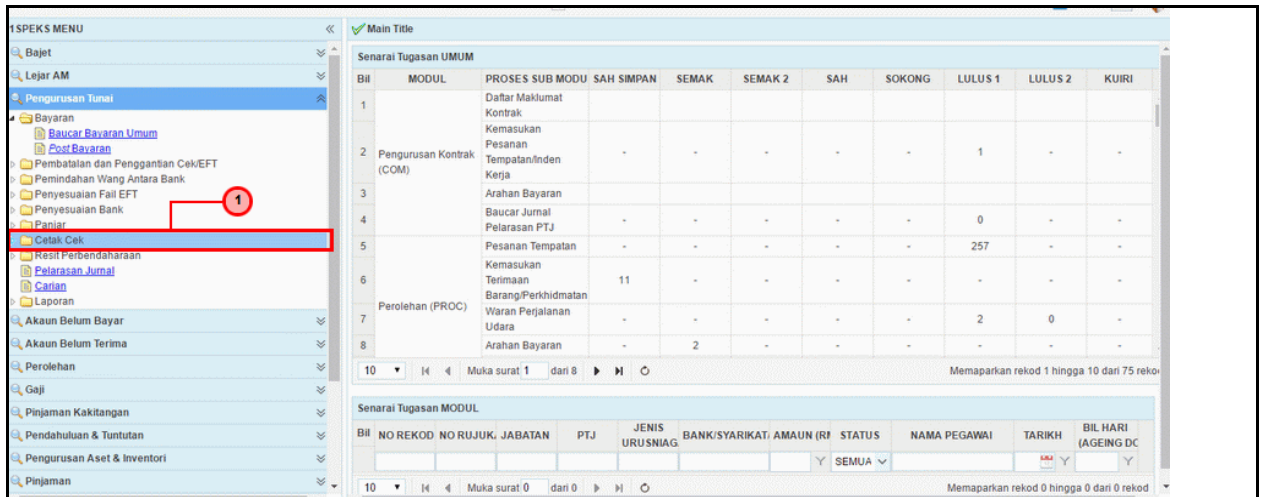 1SPEKS MENU
Bajet
Lejar AM
Pengurusan Tunai
Bayaran
Baucar Bayaran Umum
Post Bayaran
Pembatalan dan Penggantian Cek/EFT
Pemindahan Wang Antara Bank
Penyesuaian Fail EFT
Penyesuaian Bank
Panjar
Cetak Cek
Resit Perbendaharaan
Pelarasan Jurnal
Carian
Laporan
Akaun Belum Bayar
Akaun Belum Terima
Perolehan
Gaji
Pinjaman Kakitangan
Pendahuluan & Tuntutan
Pengurusan Aset & Inventori
Pinjaman
1
Main Title
Senarai Tugasan UMUM
Bil MODUL PROSES SUB MODU SAH SIMPAN SEMAK SEMAK 2 SAH SOKONG LULUS 1 LULUS 2 KUIRI
1 Daftar Maklumat
Kontrak
2 Pengurusan Kontrak
(COM)
Kemasukan
Pesanan
Tempatan/Inden
Kerja
- - - - - 1 - -
3 Arahan Bayaran
4 Baucar Jurnal
Pelarasan PTJ
- - - - - 0 - -
5 Pesanan Tempatan - - - - - 257 - -
6 Kemasukan
Terimaan
Barang/Perkhidmatan
11 - - - - - - -
Perolehan (PROC)
7 Waran Perjalanan
Udara
- - - - - 2 0 -
8 Arahan Bayaran - 2 - - - - - -
10 Muka surat 1 dari 8 Memaparkan rekod 1 hingga 10 dari 75 reko
Senarai Tugasan MODUL
Bil NO REKOD NO RUJUK JABATAN PTJ JENIS
URUSNIAG BANK/SYARIKAT AMAUN (RM STATUS NAMA PEGAWAI TARIKH BIL HARI
(AGEING DO
SEMUA
10 Muka surat 0 dari 0 Memaparkan rekod 0 hingga 0 dari 0 rekod